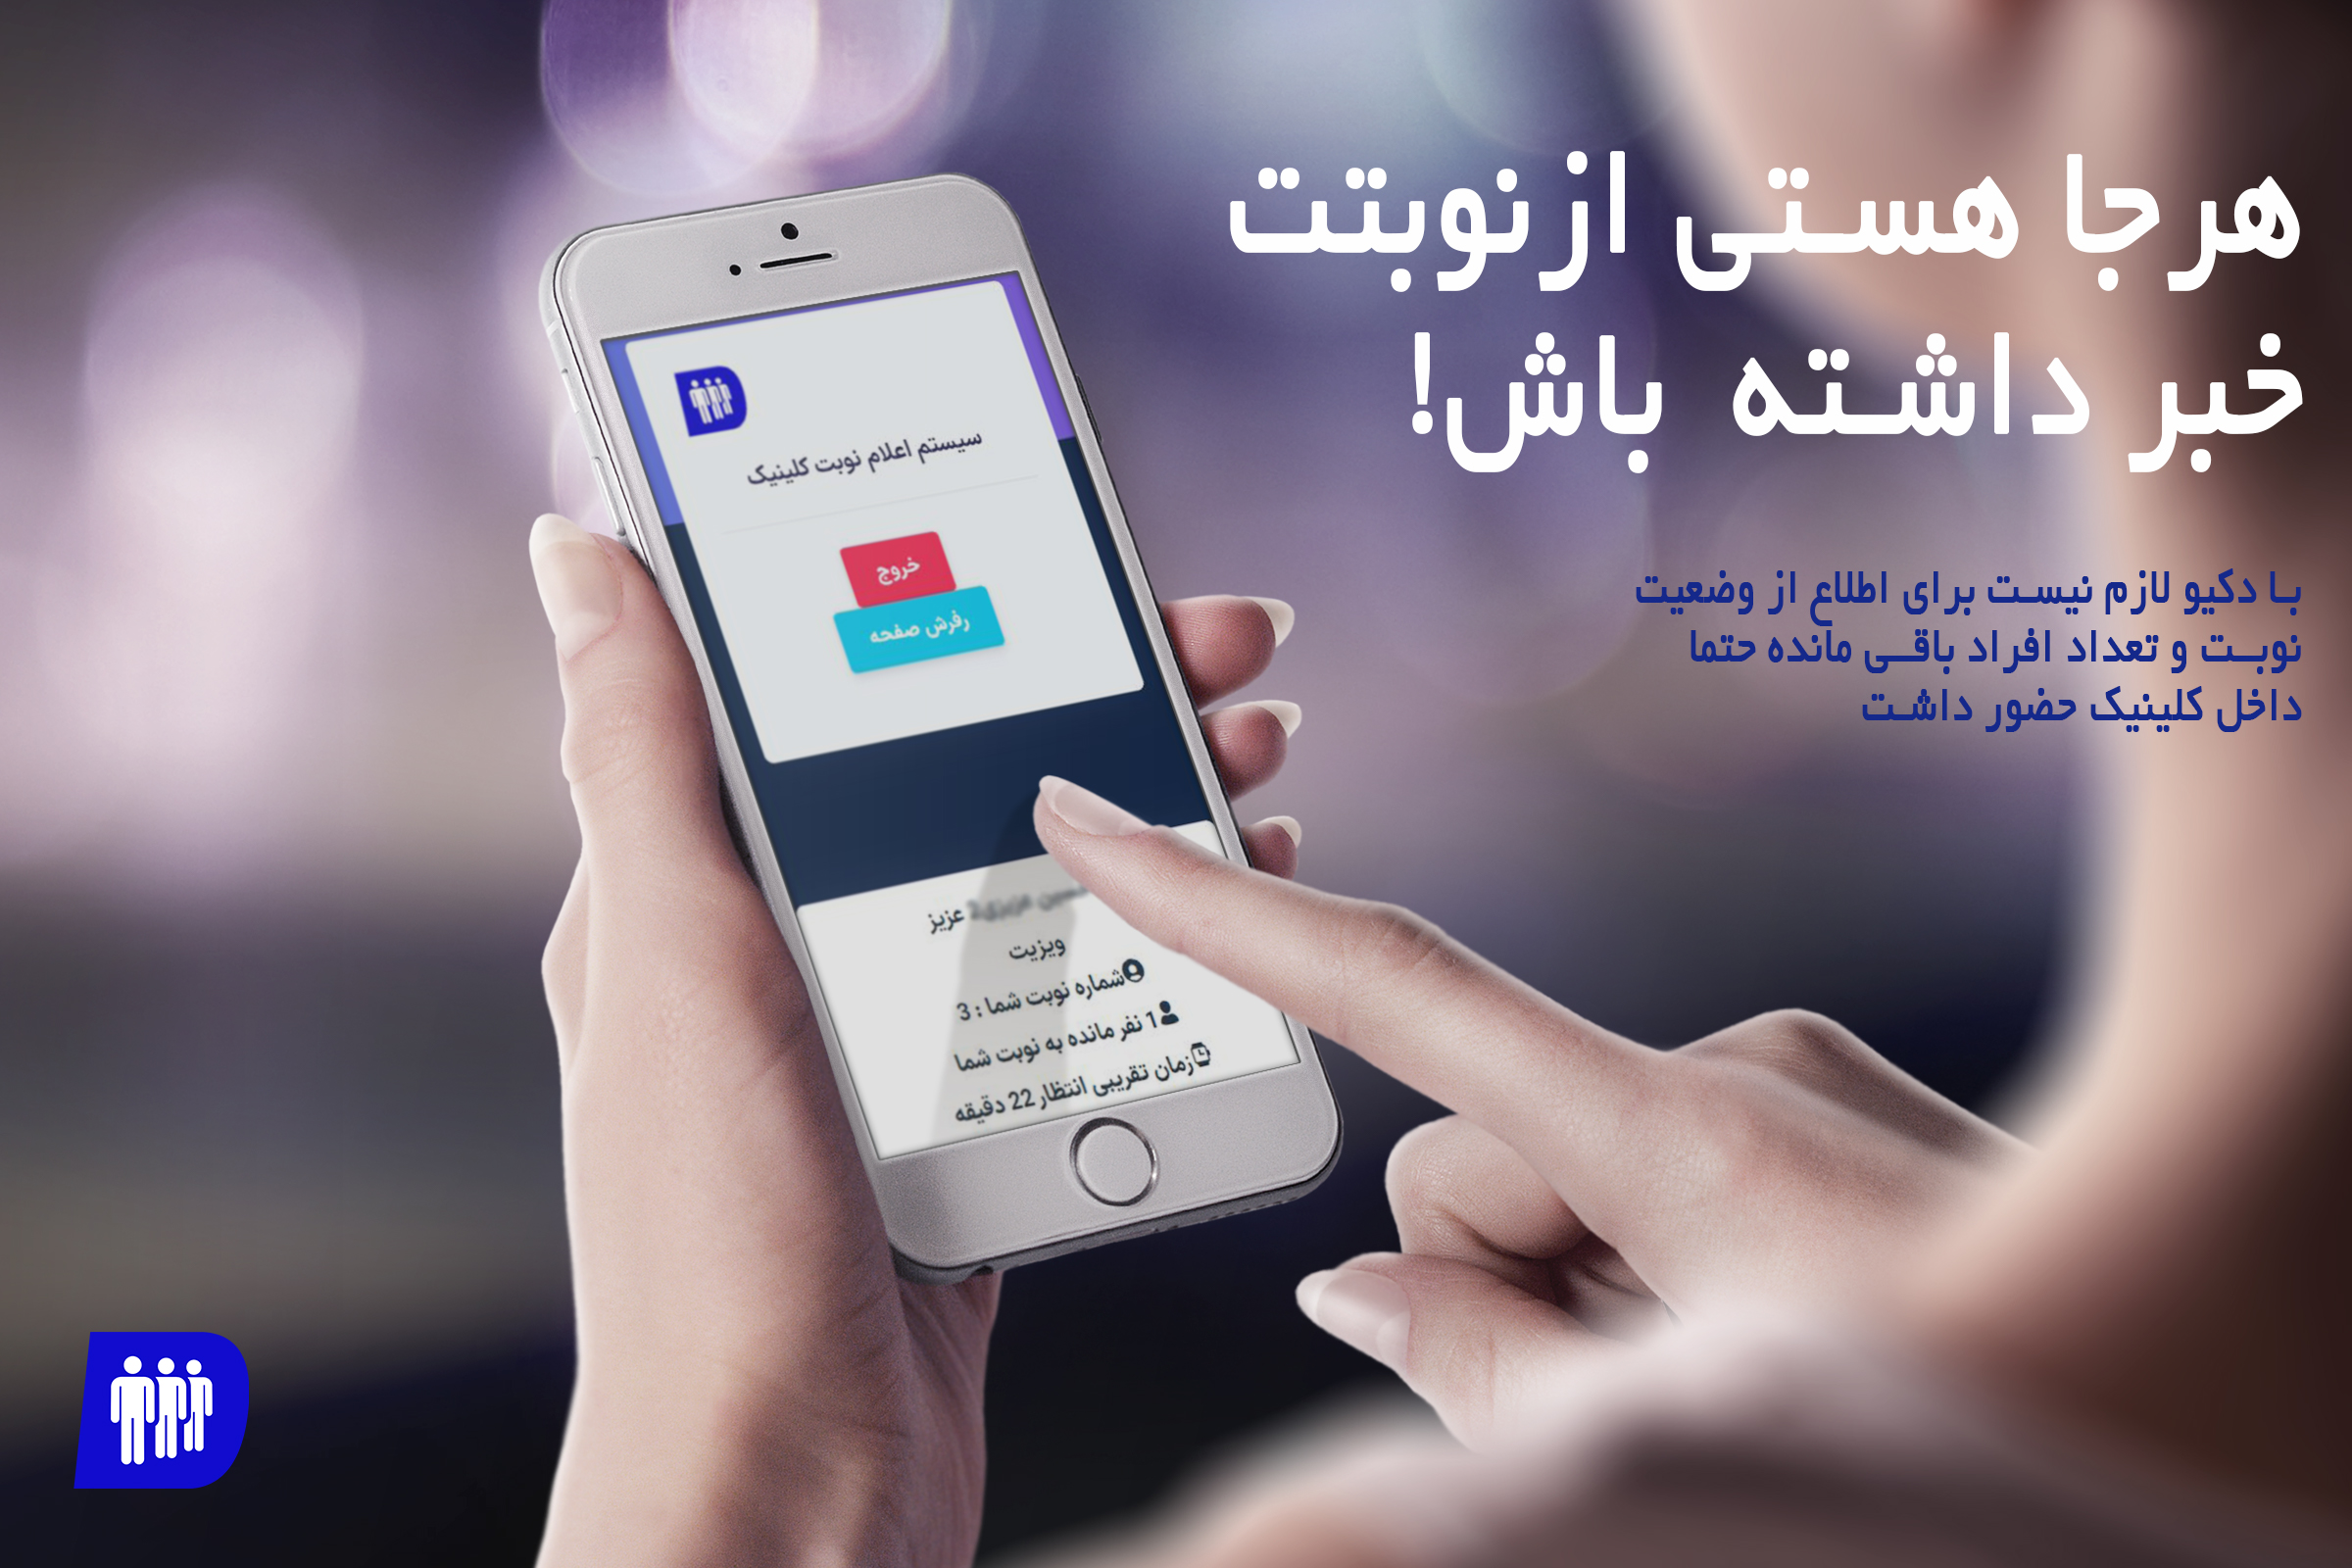 هرجا هستی ازنوبتت
خبر داشته باش!
با دکیو لازم نیست برای اطلاع از وضعیت
نوبت و تعداد افراد باقی مانده حتما
داخل کلینیک حضور داشت
سیستم اعلام نوبت کلینیک
خروج
رفرش صفحه
عزیز
ویزیت
شماره نوبت شما : 3
1 نفر مانده به نوبت شما
زمان تقریبی انتظار 22 دقیقه